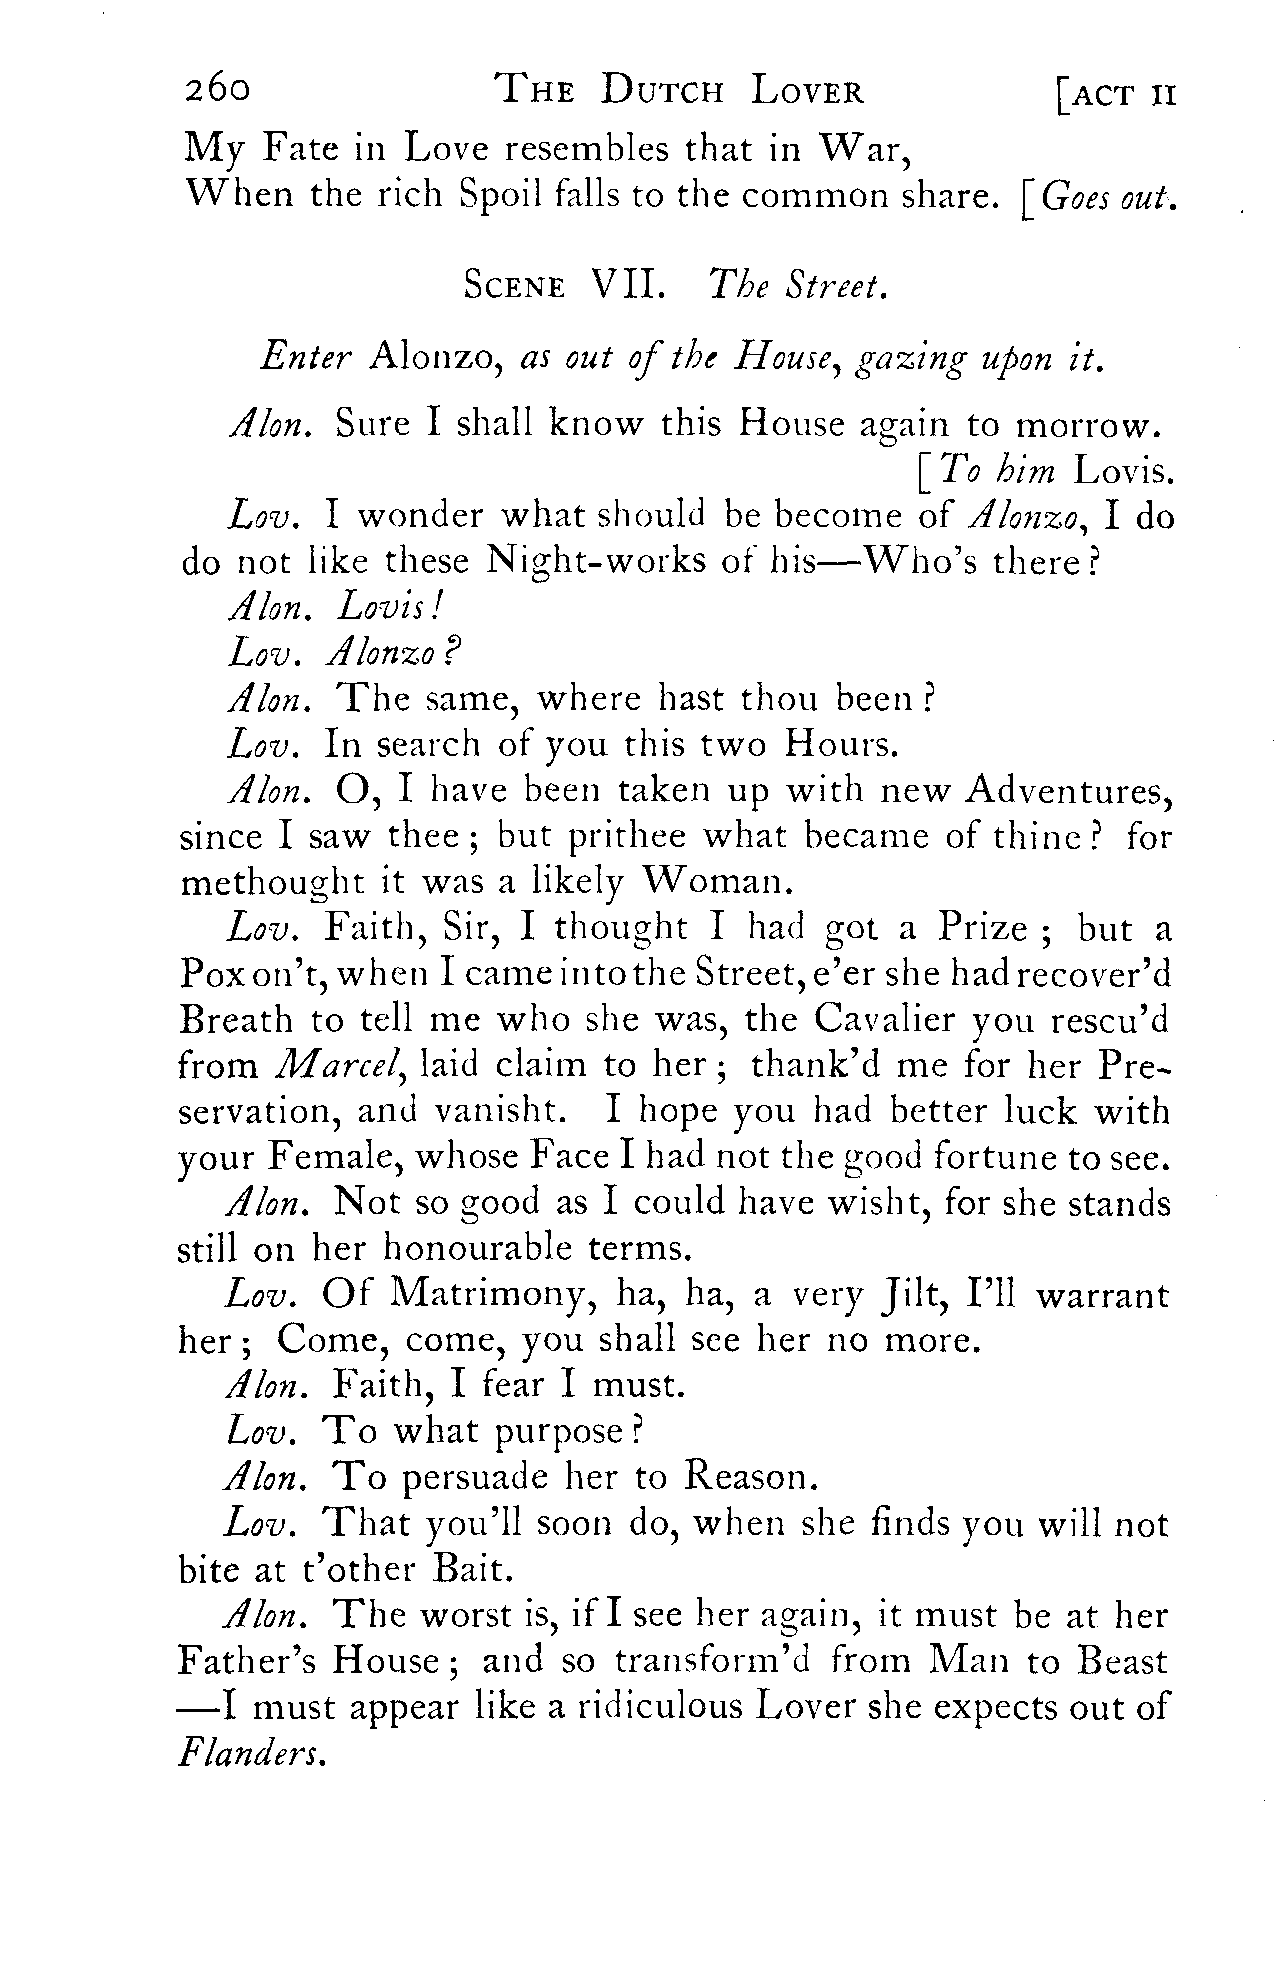 260 THE DUTCH LOVER [ACT II
My Fate in Love resembles that in War,
When the rich Spoil falls to the common share. [Goes out.
SCENE VII. The Street.
Enter Alonzo, as out of the House, gazing upon it.
Alon. Sure I shall know this House again to morrow.
[To him Lovis.
Lov. I wonder what should be become of Alonzo, I do
do not like these Night-works of his—Who's there?
Alon. Lovis!
Lov. Alonzo?
Alon. The same, where hast thou been?
Lov. In search of you this two Hours.
Alon. O, I have been taken up with new Adventures,
since I saw thee; but prithee what became of thine? for
methought it was a likely Woman.
Lov. Faith, Sir, I thought I had got a Prize; but a
Pox on't, when I came into the Street, e'er she had recover'd
Breath to tell me who she was, the Cavalier you rescu'd
from Marcel, laid claim to her; thank'd me for her Pre-
servation, and vanisht. I hope you had better luck with
your Female, whose Face I had not the good fortune to see.
Alon. Not so good as I could have wisht, for she stands
still on her honourable terms.
Lov. Of Matrimony, ha, ha, a very Jilt, I'll warrant
her; Come, come, you shall see her no more.
Alon. Faith, I fear I must.
Lov. To what purpose?
Alon. To persuade her to Reason.
Lov. That you'll soon do, when she finds you will not
bite at t'other Bait.
Alon. The worst is, if I see her again, it must be at her
Father's House; and so transform'd from Man to Beast
—I must appear like a ridiculous Lover she expects out of
Flanders.